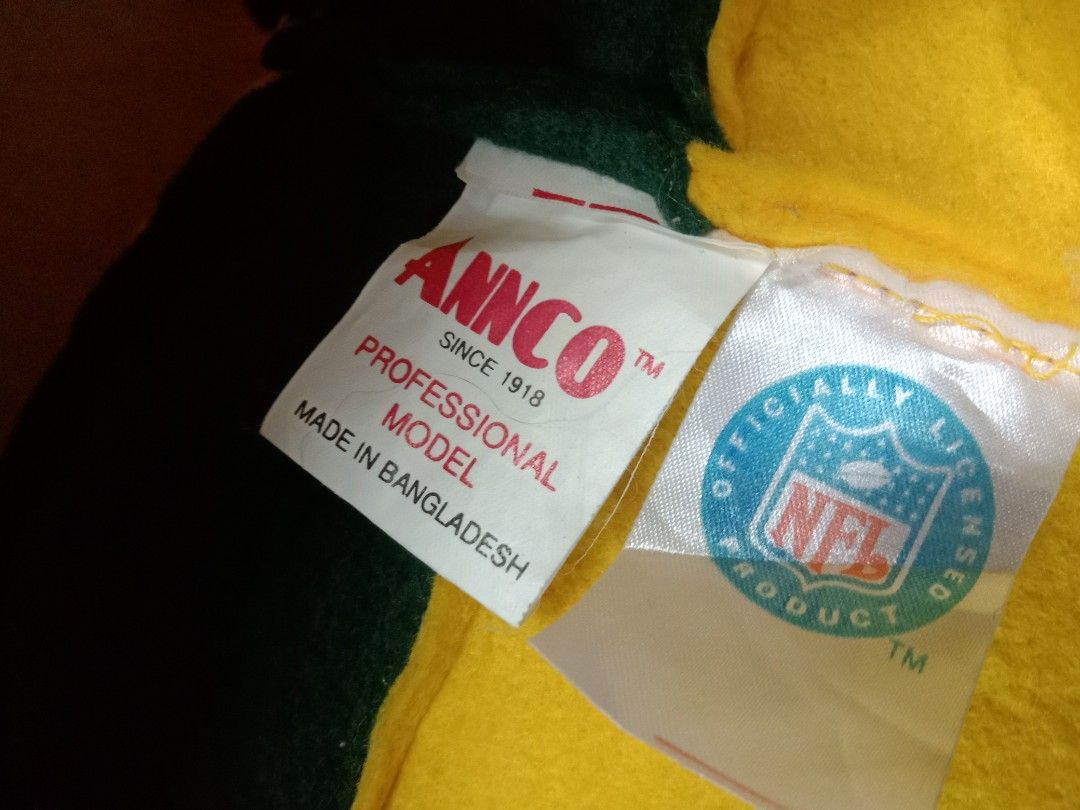 ANNCO™
SINCE 1918
PROFESSIONAL
MODEL
MADE IN BANGLADESH
OFFICIALLY LICENSED
PRODUCT
NFL
TM